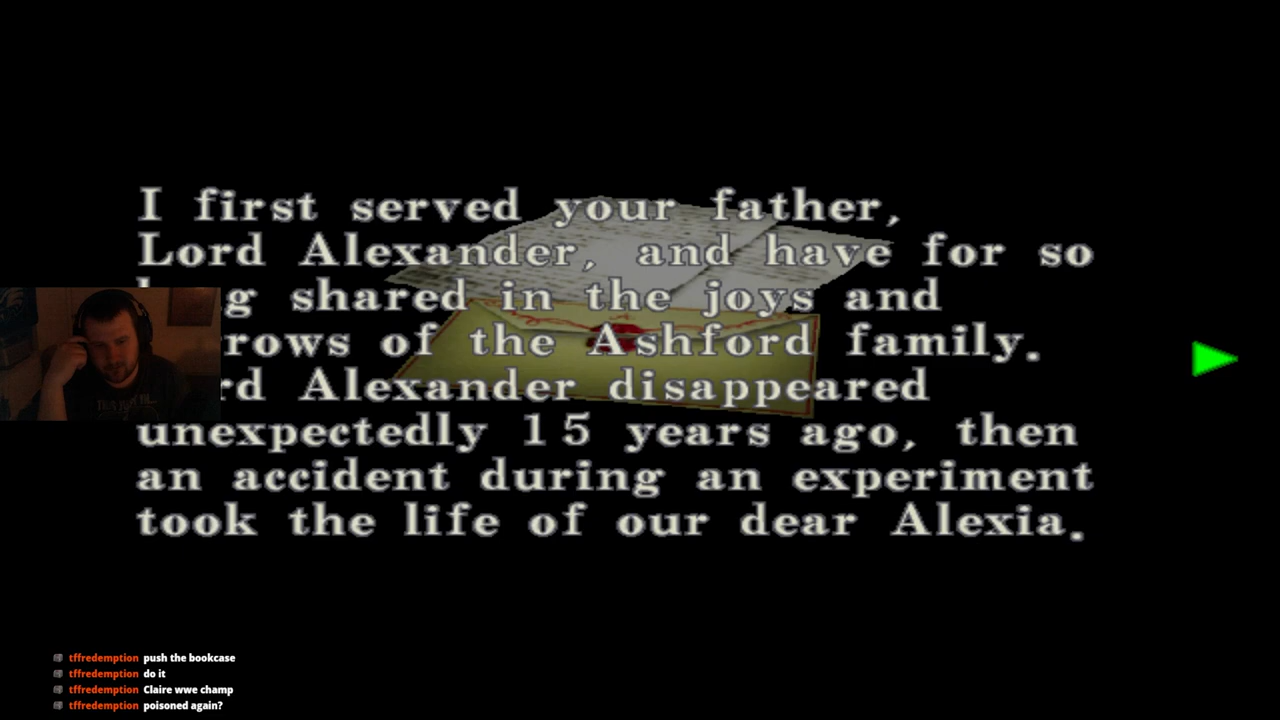 I first served your father,
Lord Alexander, and have for so
shared in the joys and
of the Ashford family.
Alexander disappeared
unexpectedly 15 years ago, then
an accident during an experiment
took the life of our dear Alexia.
tffredemption push the bookcase
tffredemption do it
tffredemption Claire wwe champ
tffredemption poisoned again?